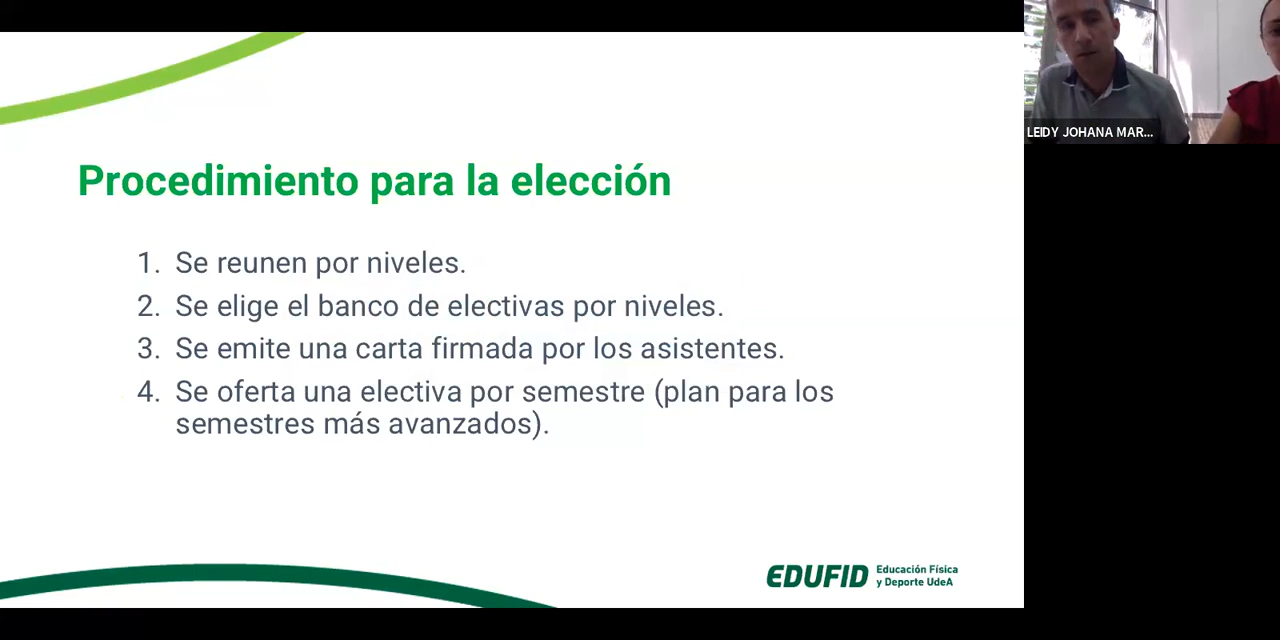 LEIDY JOHANA MAR...
Procedimiento para la elección
1. Se reunen por niveles.
2. Se elige el banco de electivas por niveles.
3. Se emite una carta firmada por los asistentes.
4. Se oferta una electiva por semestre (plan para los
semestres más avanzados).
EDUFID
Educación Física
y Deporte UdeA